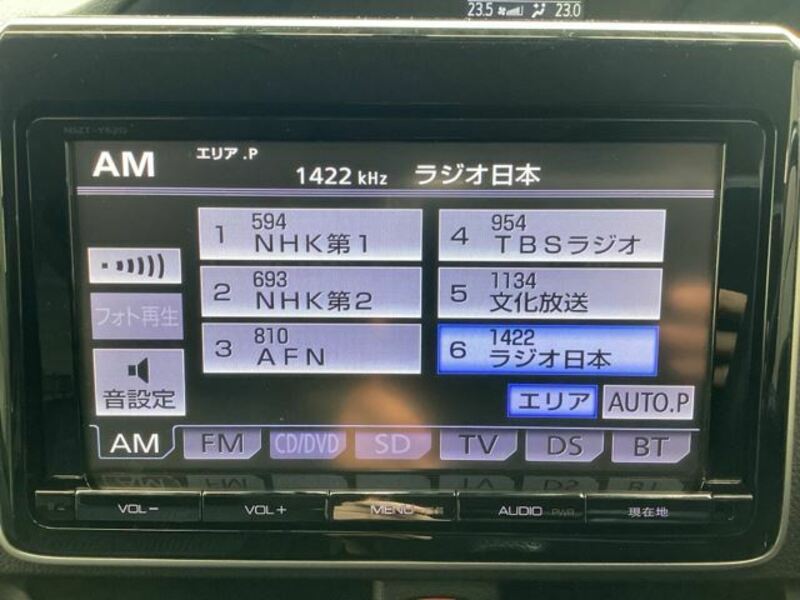 23.5 23.0
AM エリア.P
1422 kHz ラジオ日本
1 594 NHK第1
2 693 NHK第2
3 810 AFN
4 954 TBSラジオ
5 1134 文化放送
6 1422 ラジオ日本
フォト再生
音設定
エリア AUTO.P
AM FM CD/DVD SD TV DS BT
VOL− VOL+ MENU AUDIO PWR 現在地